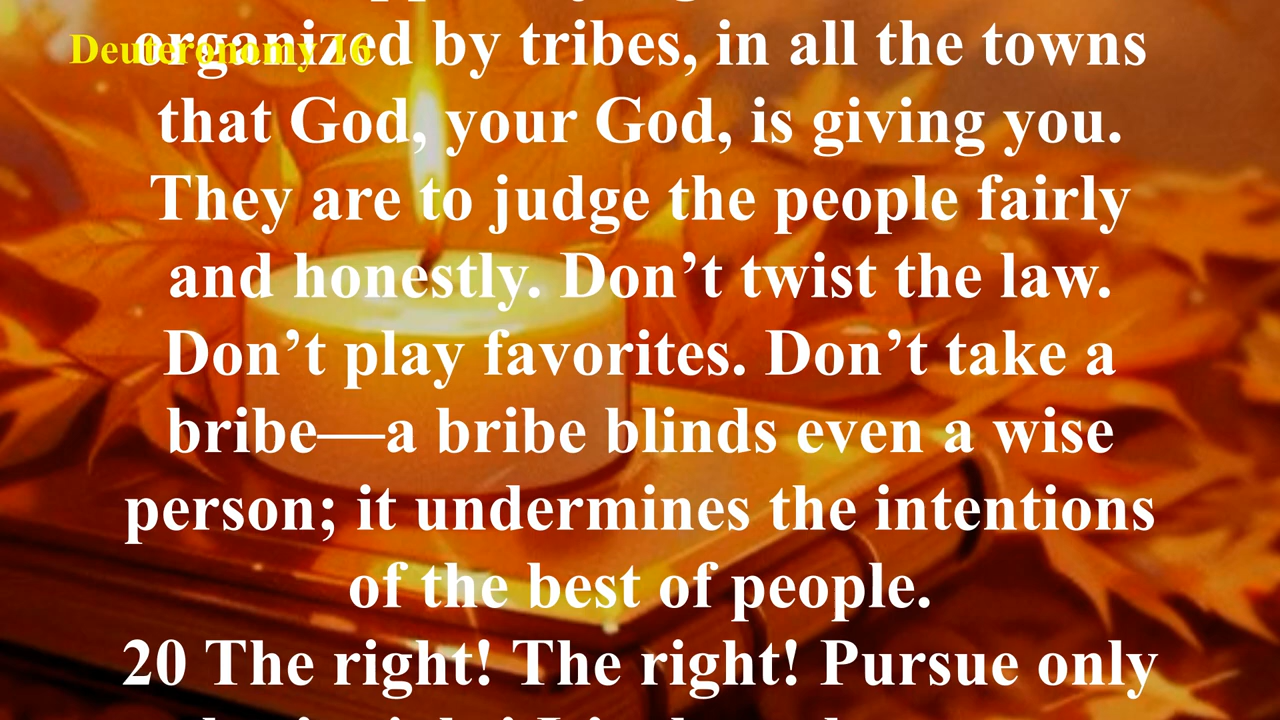 Deuteronomy 16
organized by tribes, in all the towns
that God, your God, is giving you.
They are to judge the people fairly
and honestly. Don’t twist the law.
Don’t play favorites. Don’t take a
bribe—a bribe blinds even a wise
person; it undermines the intentions
of the best of people.
20 The right! The right! Pursue only